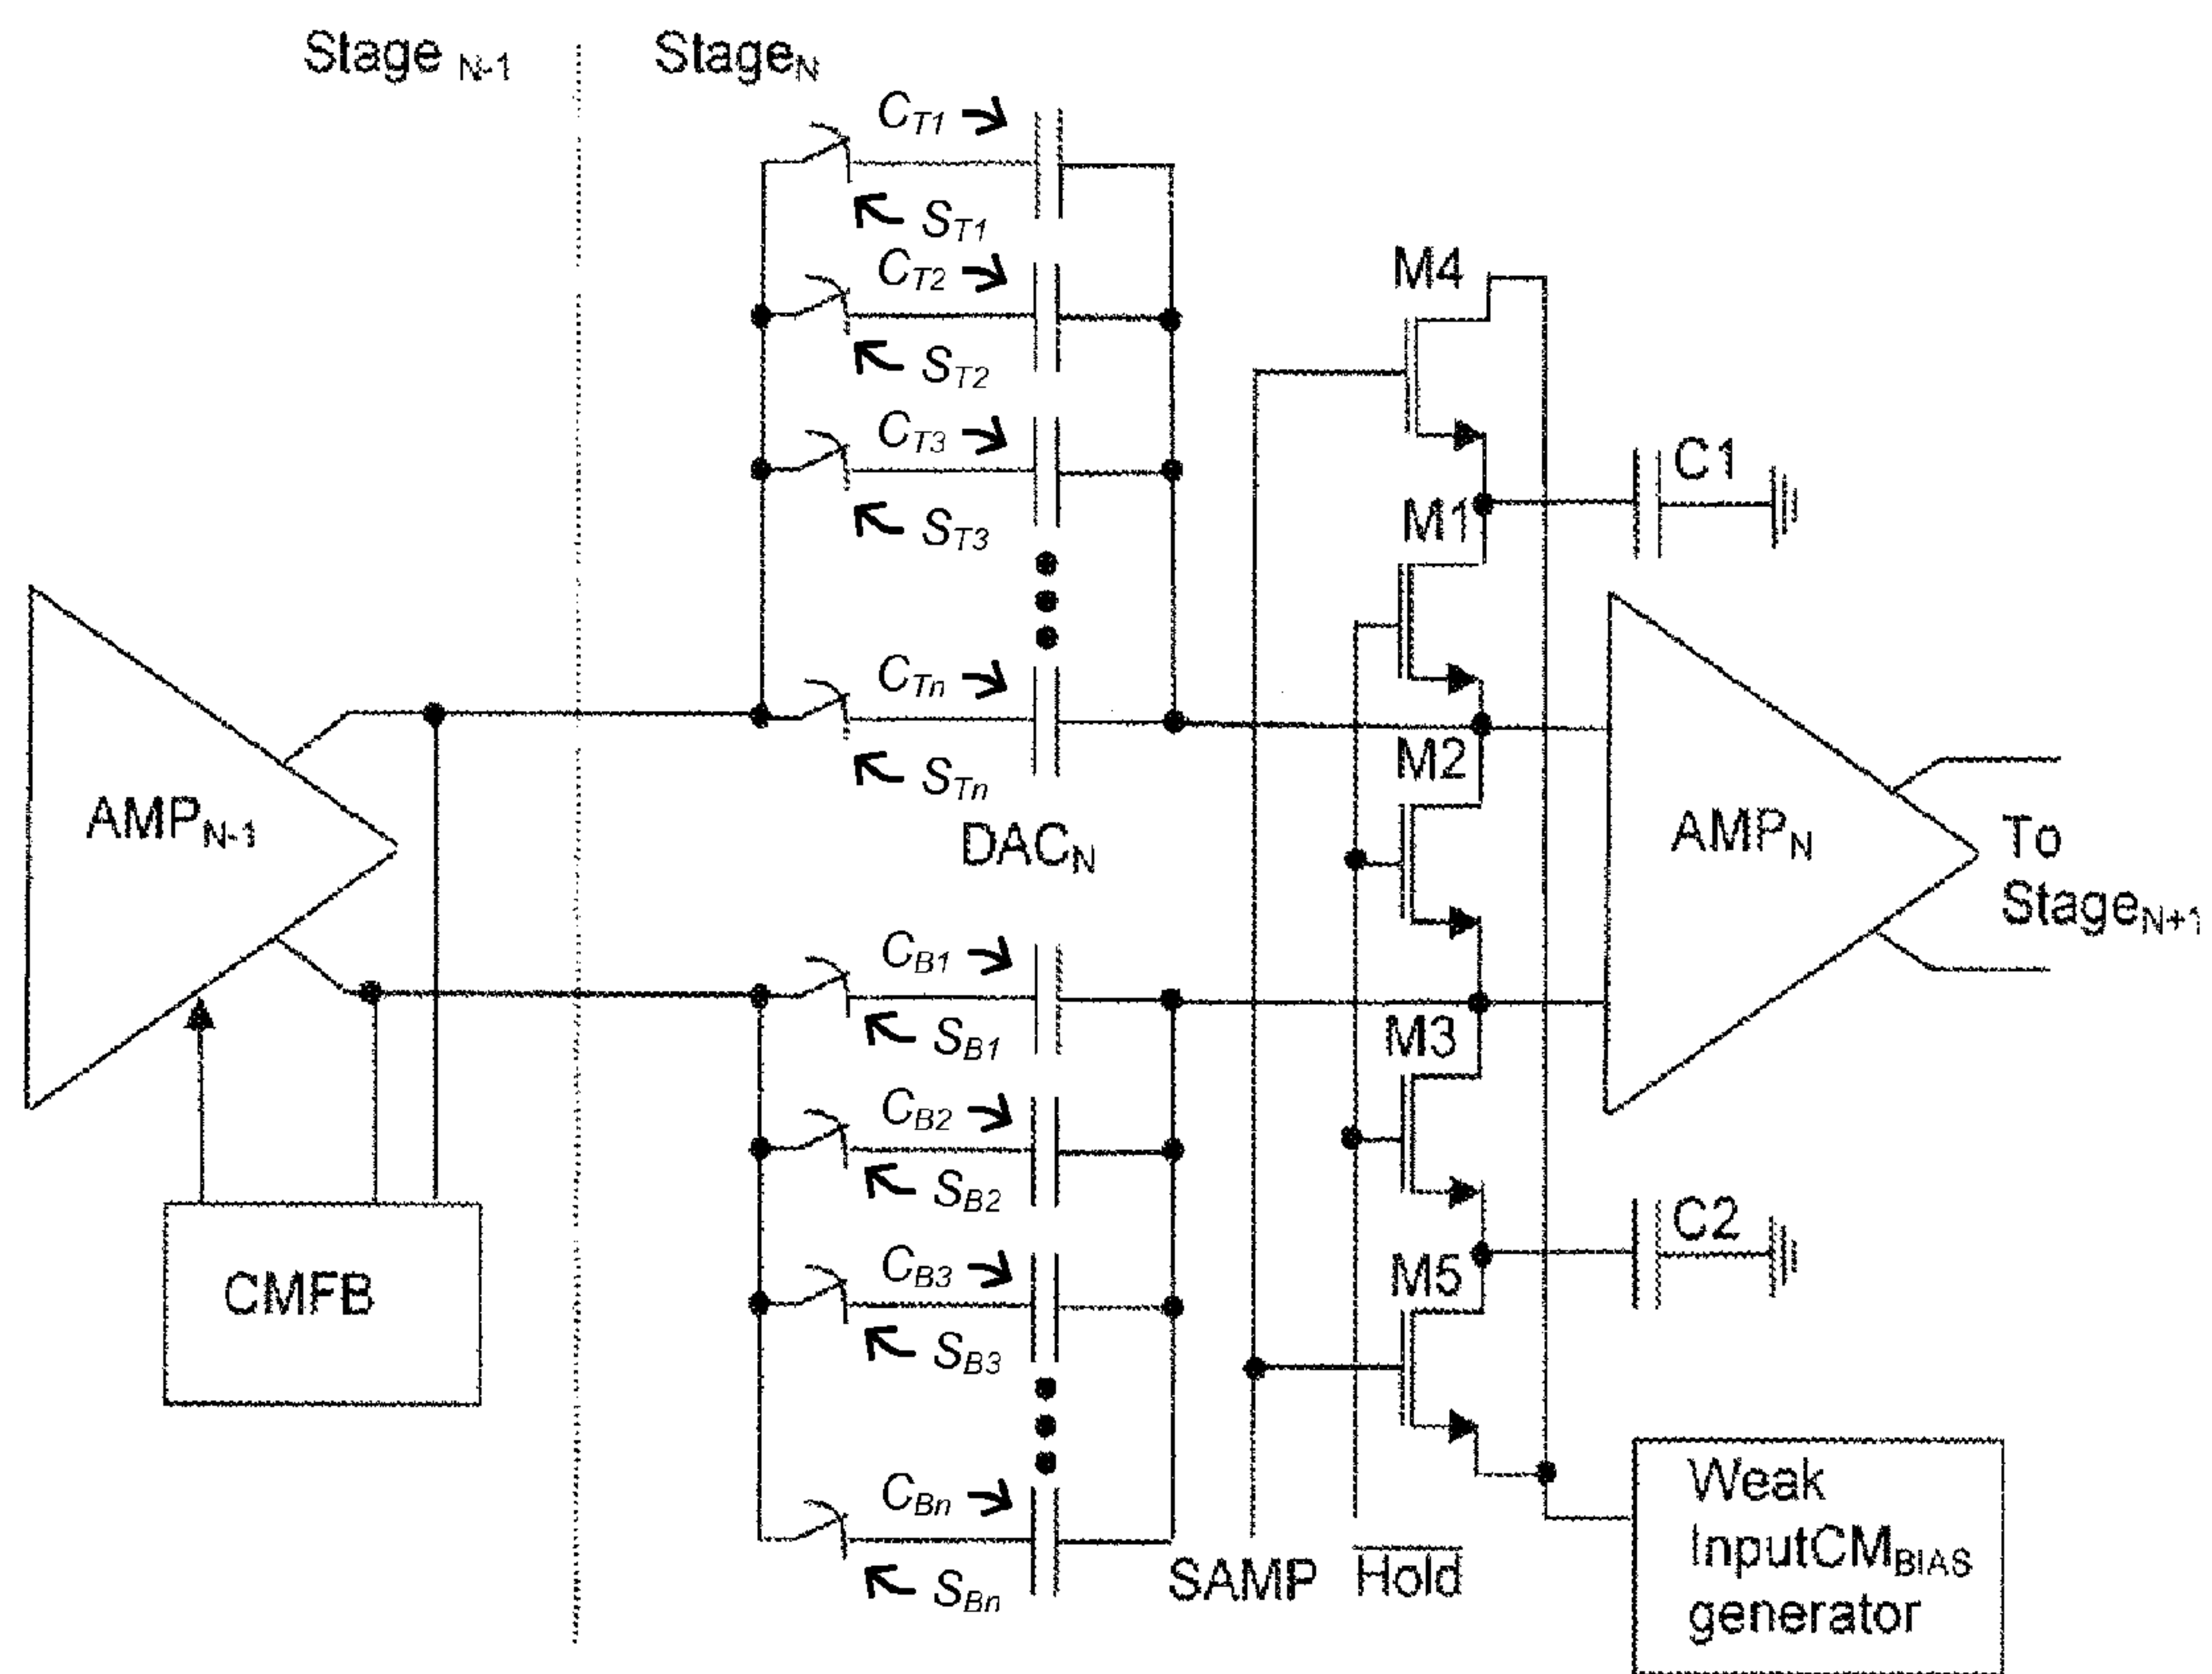 Stage N-1
StageN
CT1
ST1
CT2
ST2
CT3
ST3
CTn
STn
DACN
CB1
SB1
CB2
SB2
CB3
SB3
CBn
SBn
AMPN-1
CMFB
M4
M1
M2
M3
M5
C1
C2
SAMP
Hold
AMPN
To
StageN+1
Weak
InputCMBIAS
generator